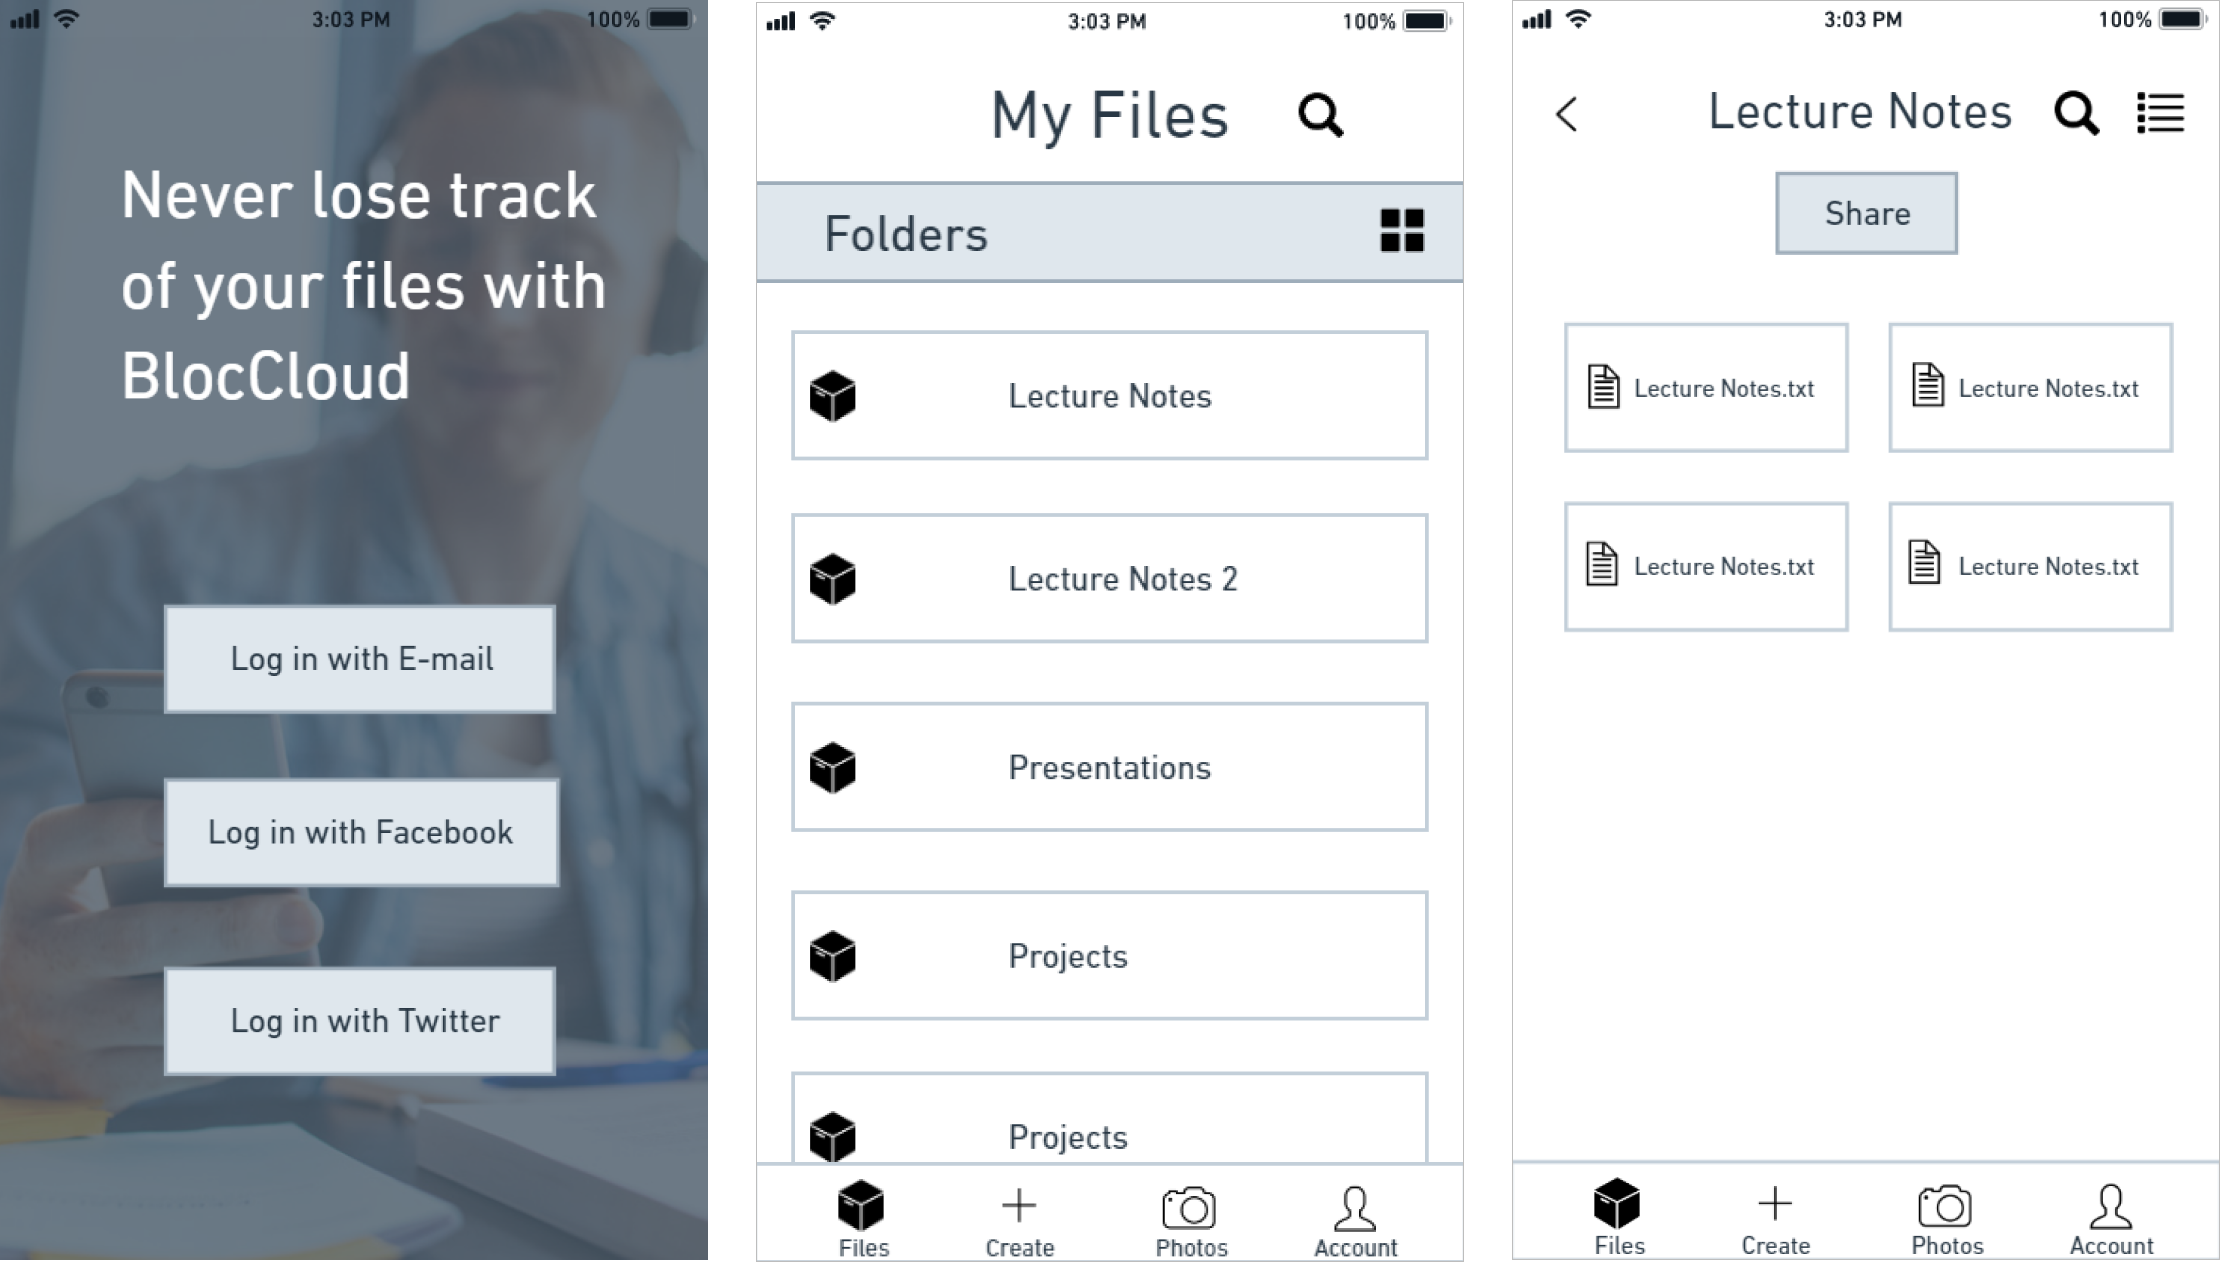 3:03 PM
100%
Never lose track
of your files with
BlocCloud
Log in with E-mail
Log in with Facebook
Log in with Twitter
3:03 PM
100%
My Files
Folders
Lecture Notes
Lecture Notes 2
Presentations
Projects
Projects
Files
Create
Photos
Account
3:03 PM
100%
Lecture Notes
Share
Lecture Notes.txt
Lecture Notes.txt
Lecture Notes.txt
Lecture Notes.txt
Files
Create
Photos
Account